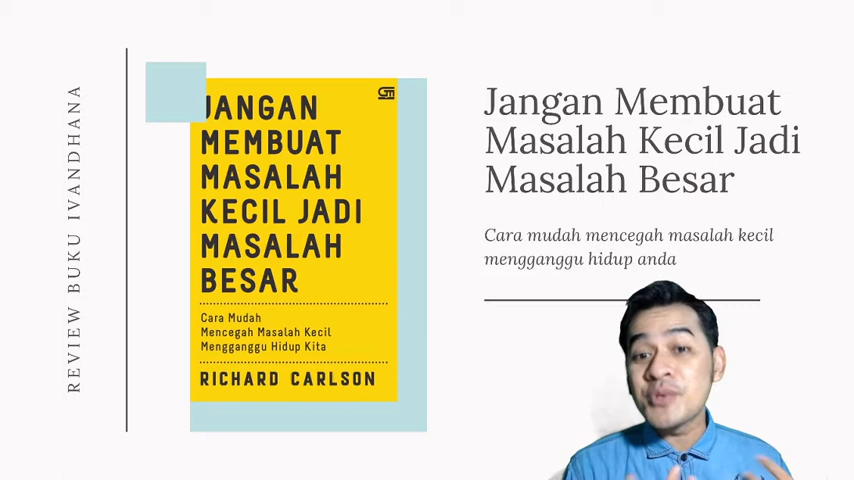 REVIEW BUKU IVANDHANA
JANGAN
MEMBUAT
MASALAH
KECIL JADI
MASALAH
BESAR
Cara Mudah
Mencegah Masalah Kecil
Mengganggu Hidup Kita
RICHARD CARLSON
Jangan Membuat
Masalah Kecil Jadi
Masalah Besar
Cara mudah mencegah masalah kecil
mengganggu hidup anda